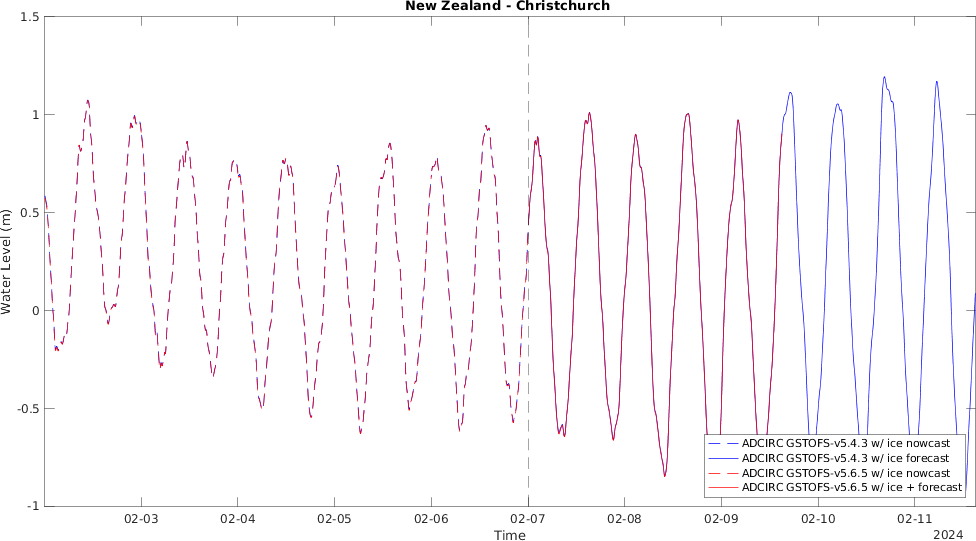 New Zealand - Christchurch
1.5
1
0.5
0
-0.5
-1
Water Level (m)
02-03 02-04 02-05 02-06 02-07 02-08 02-09 02-10 02-11
Time
2024
ADCIRC GSTOFS-v5.4.3 w/ ice nowcast
ADCIRC GSTOFS-v5.4.3 w/ ice forecast
ADCIRC GSTOFS-v5.6.5 w/ ice nowcast
ADCIRC GSTOFS-v5.6.5 w/ ice + forecast